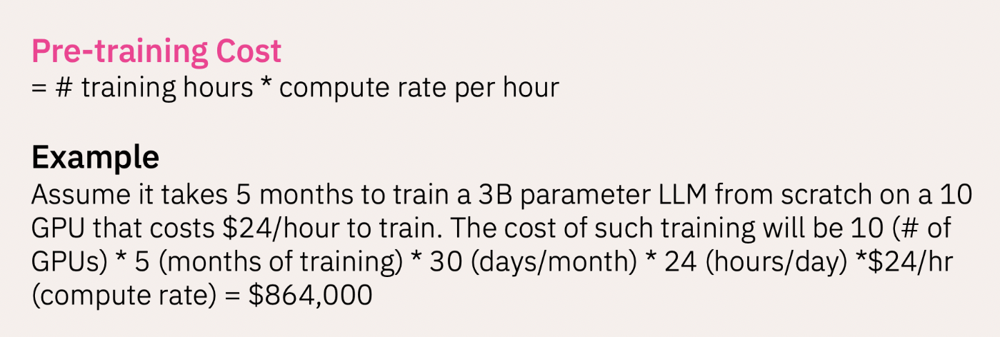 Pre-training Cost
= # training hours * compute rate per hour
Example
Assume it takes 5 months to train a 3B parameter LLM from scratch on a 10
GPU that costs $24/hour to train. The cost of such training will be 10 (# of
GPUs) * 5 (months of training) * 30 (days/month) * 24 (hours/day) *$24/hr
(compute rate) = $864,000